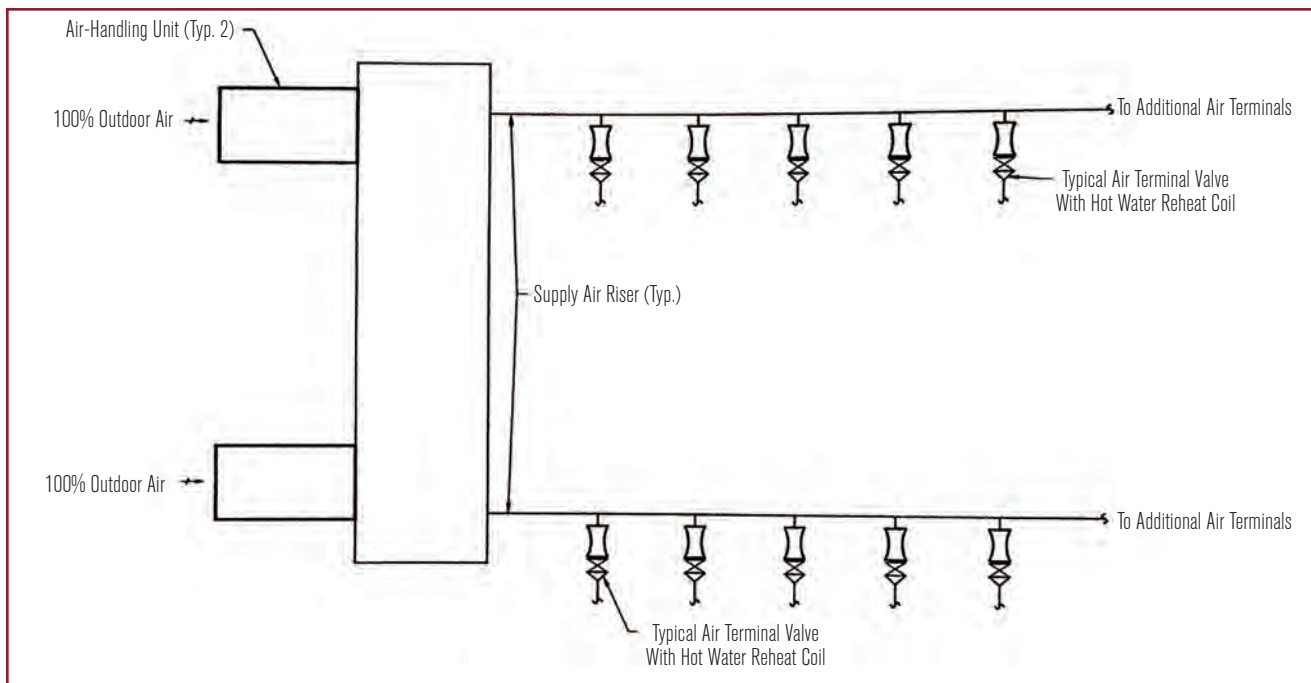 Air-Handling Unit (Typ. 2)
100% Outdoor Air
To Additional Air Terminals
Typical Air Terminal Valve
With Hot Water Reheat Coil
Supply Air Riser (Typ.)
100% Outdoor Air
To Additional Air Terminals
Typical Air Terminal Valve
With Hot Water Reheat Coil